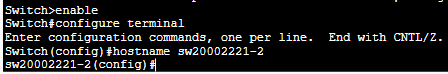 Switch>enable
Switch#configure terminal
Enter configuration commands, one per line.  End with CNTL/Z.
Switch(config)#hostname sw20002221-2
sw20002221-2(config)#